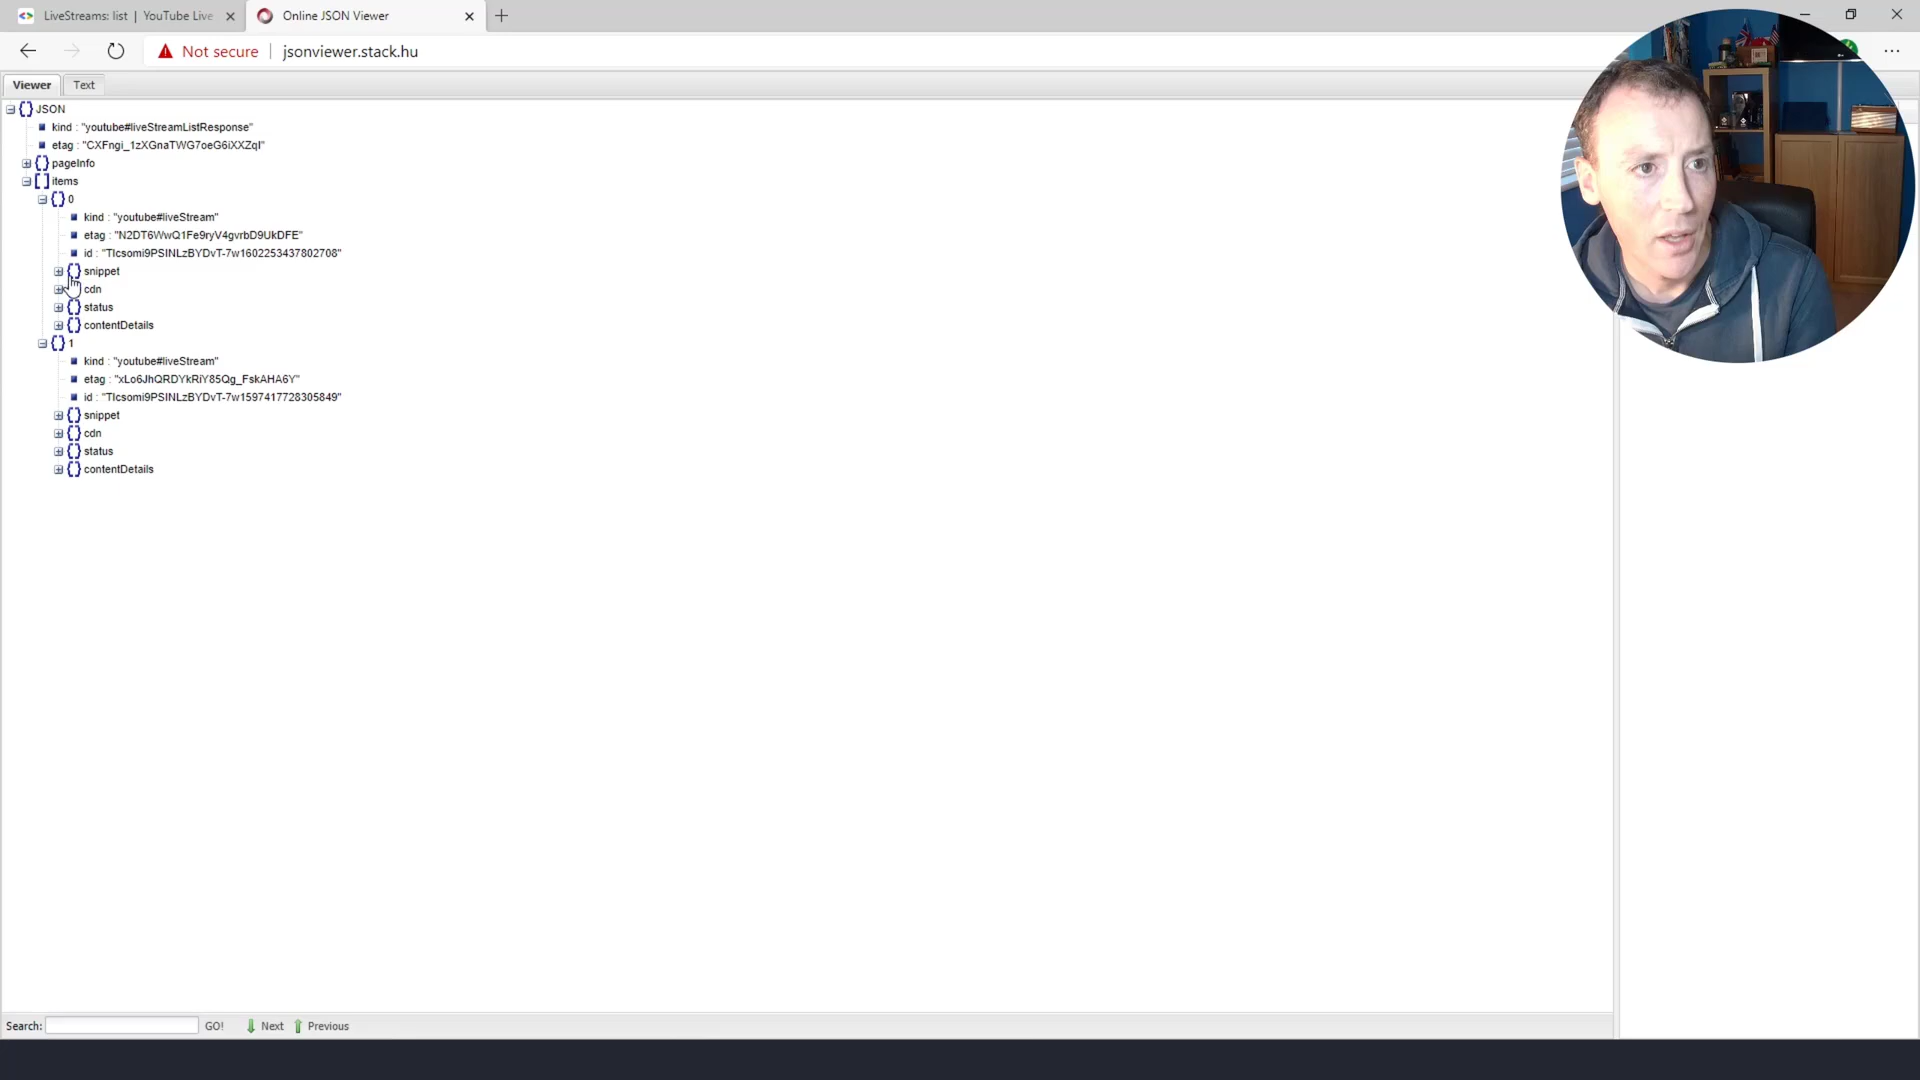 LiveStreams: list | YouTube Live
Online JSON Viewer
Not secure | jsonviewer.stack.hu
Viewer Text
JSON
kind : "youtube#liveStreamListResponse"
etag : "CXFngi_1zXGnaTWG7oeG6iXXZqI"
pageInfo
items
0
kind : "youtube#liveStream"
etag : "N2DT6WwQ1Fe9ryV4gvrbD9UkDFE"
id : "TIcsomi9PSINLzBYDvT-7w1602253437802708"
snippet
cdn
status
contentDetails
1
kind : "youtube#liveStream"
etag : "xLo6JhQRDYkRiY85Qg_FskAHA6Y"
id : "TIcsomi9PSINLzBYDvT-7w1597417728305849"
snippet
cdn
status
contentDetails
Search: GO! Next Previous